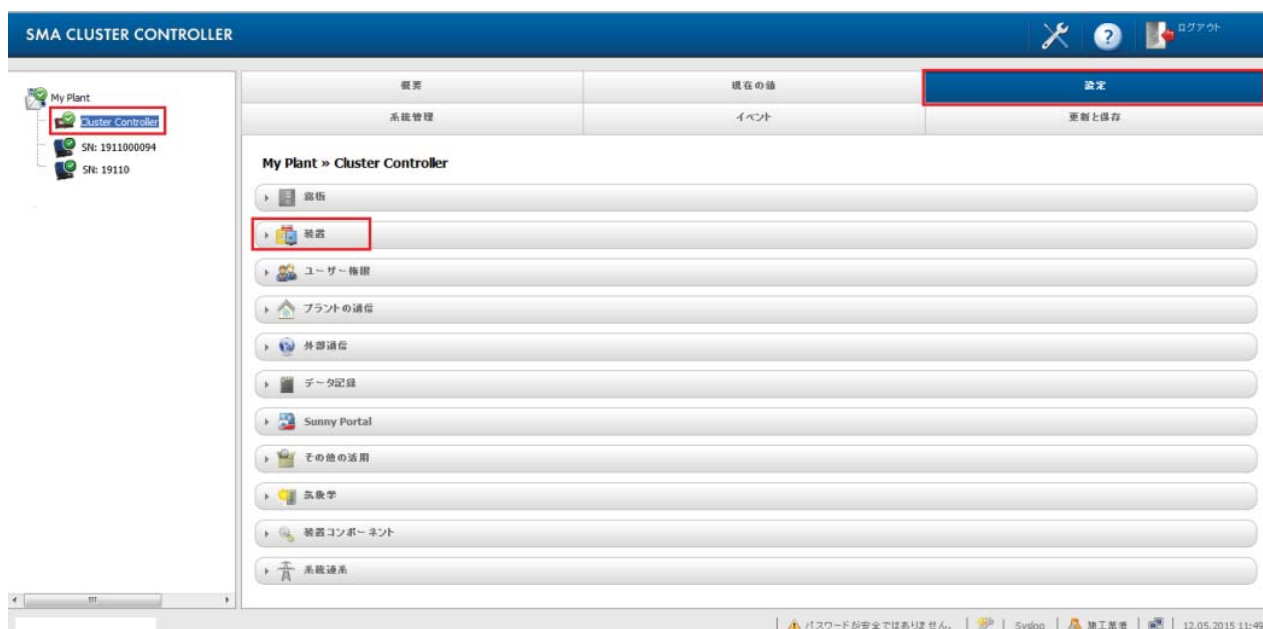 SMA CLUSTER CONTROLLER
ログアウト
My Plant
Cluster Controller
SN: 1911000094
SN: 19110
概要
現在の値
設定
系統管理
イベント
更新と保存
My Plant » Cluster Controller
銘板
装置
ユーザー権限
プラントの通信
外部通信
データ記録
Sunny Portal
その他の活用
気象学
装置コンポーネント
系統連系
パスワードが安全ではありません。 | Syslog | 施工業者 | 12.05.2015 11:49